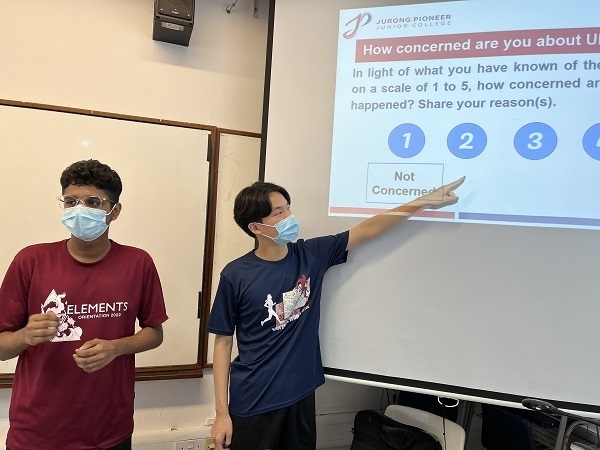 JURONG PIONEER
JUNIOR COLLEGE
How concerned are you about
In light of what you have known of the
on a scale of 1 to 5, how concerned
happened? Share your reason(s).
1 2 3
Not
Concerned
ELEMENTS
ORIENTATION 2022